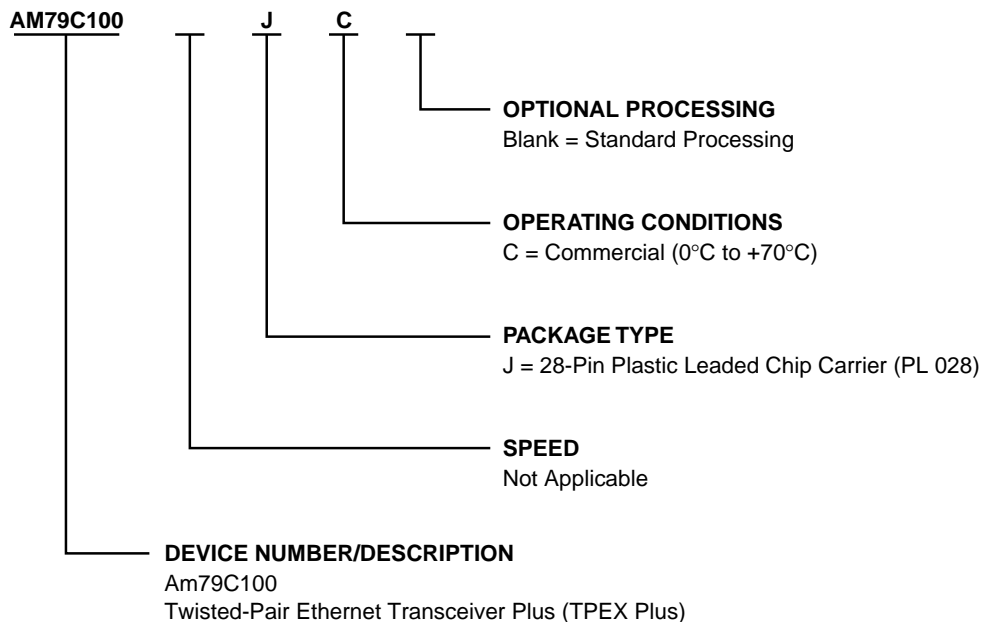 AM79C100 J C
OPTIONAL PROCESSING
Blank = Standard Processing
OPERATING CONDITIONS
C = Commercial (0°C to +70°C)
PACKAGE TYPE
J = 28-Pin Plastic Leaded Chip Carrier (PL 028)
SPEED
Not Applicable
DEVICE NUMBER/DESCRIPTION
Am79C100
Twisted-Pair Ethernet Transceiver Plus (TPEX Plus)